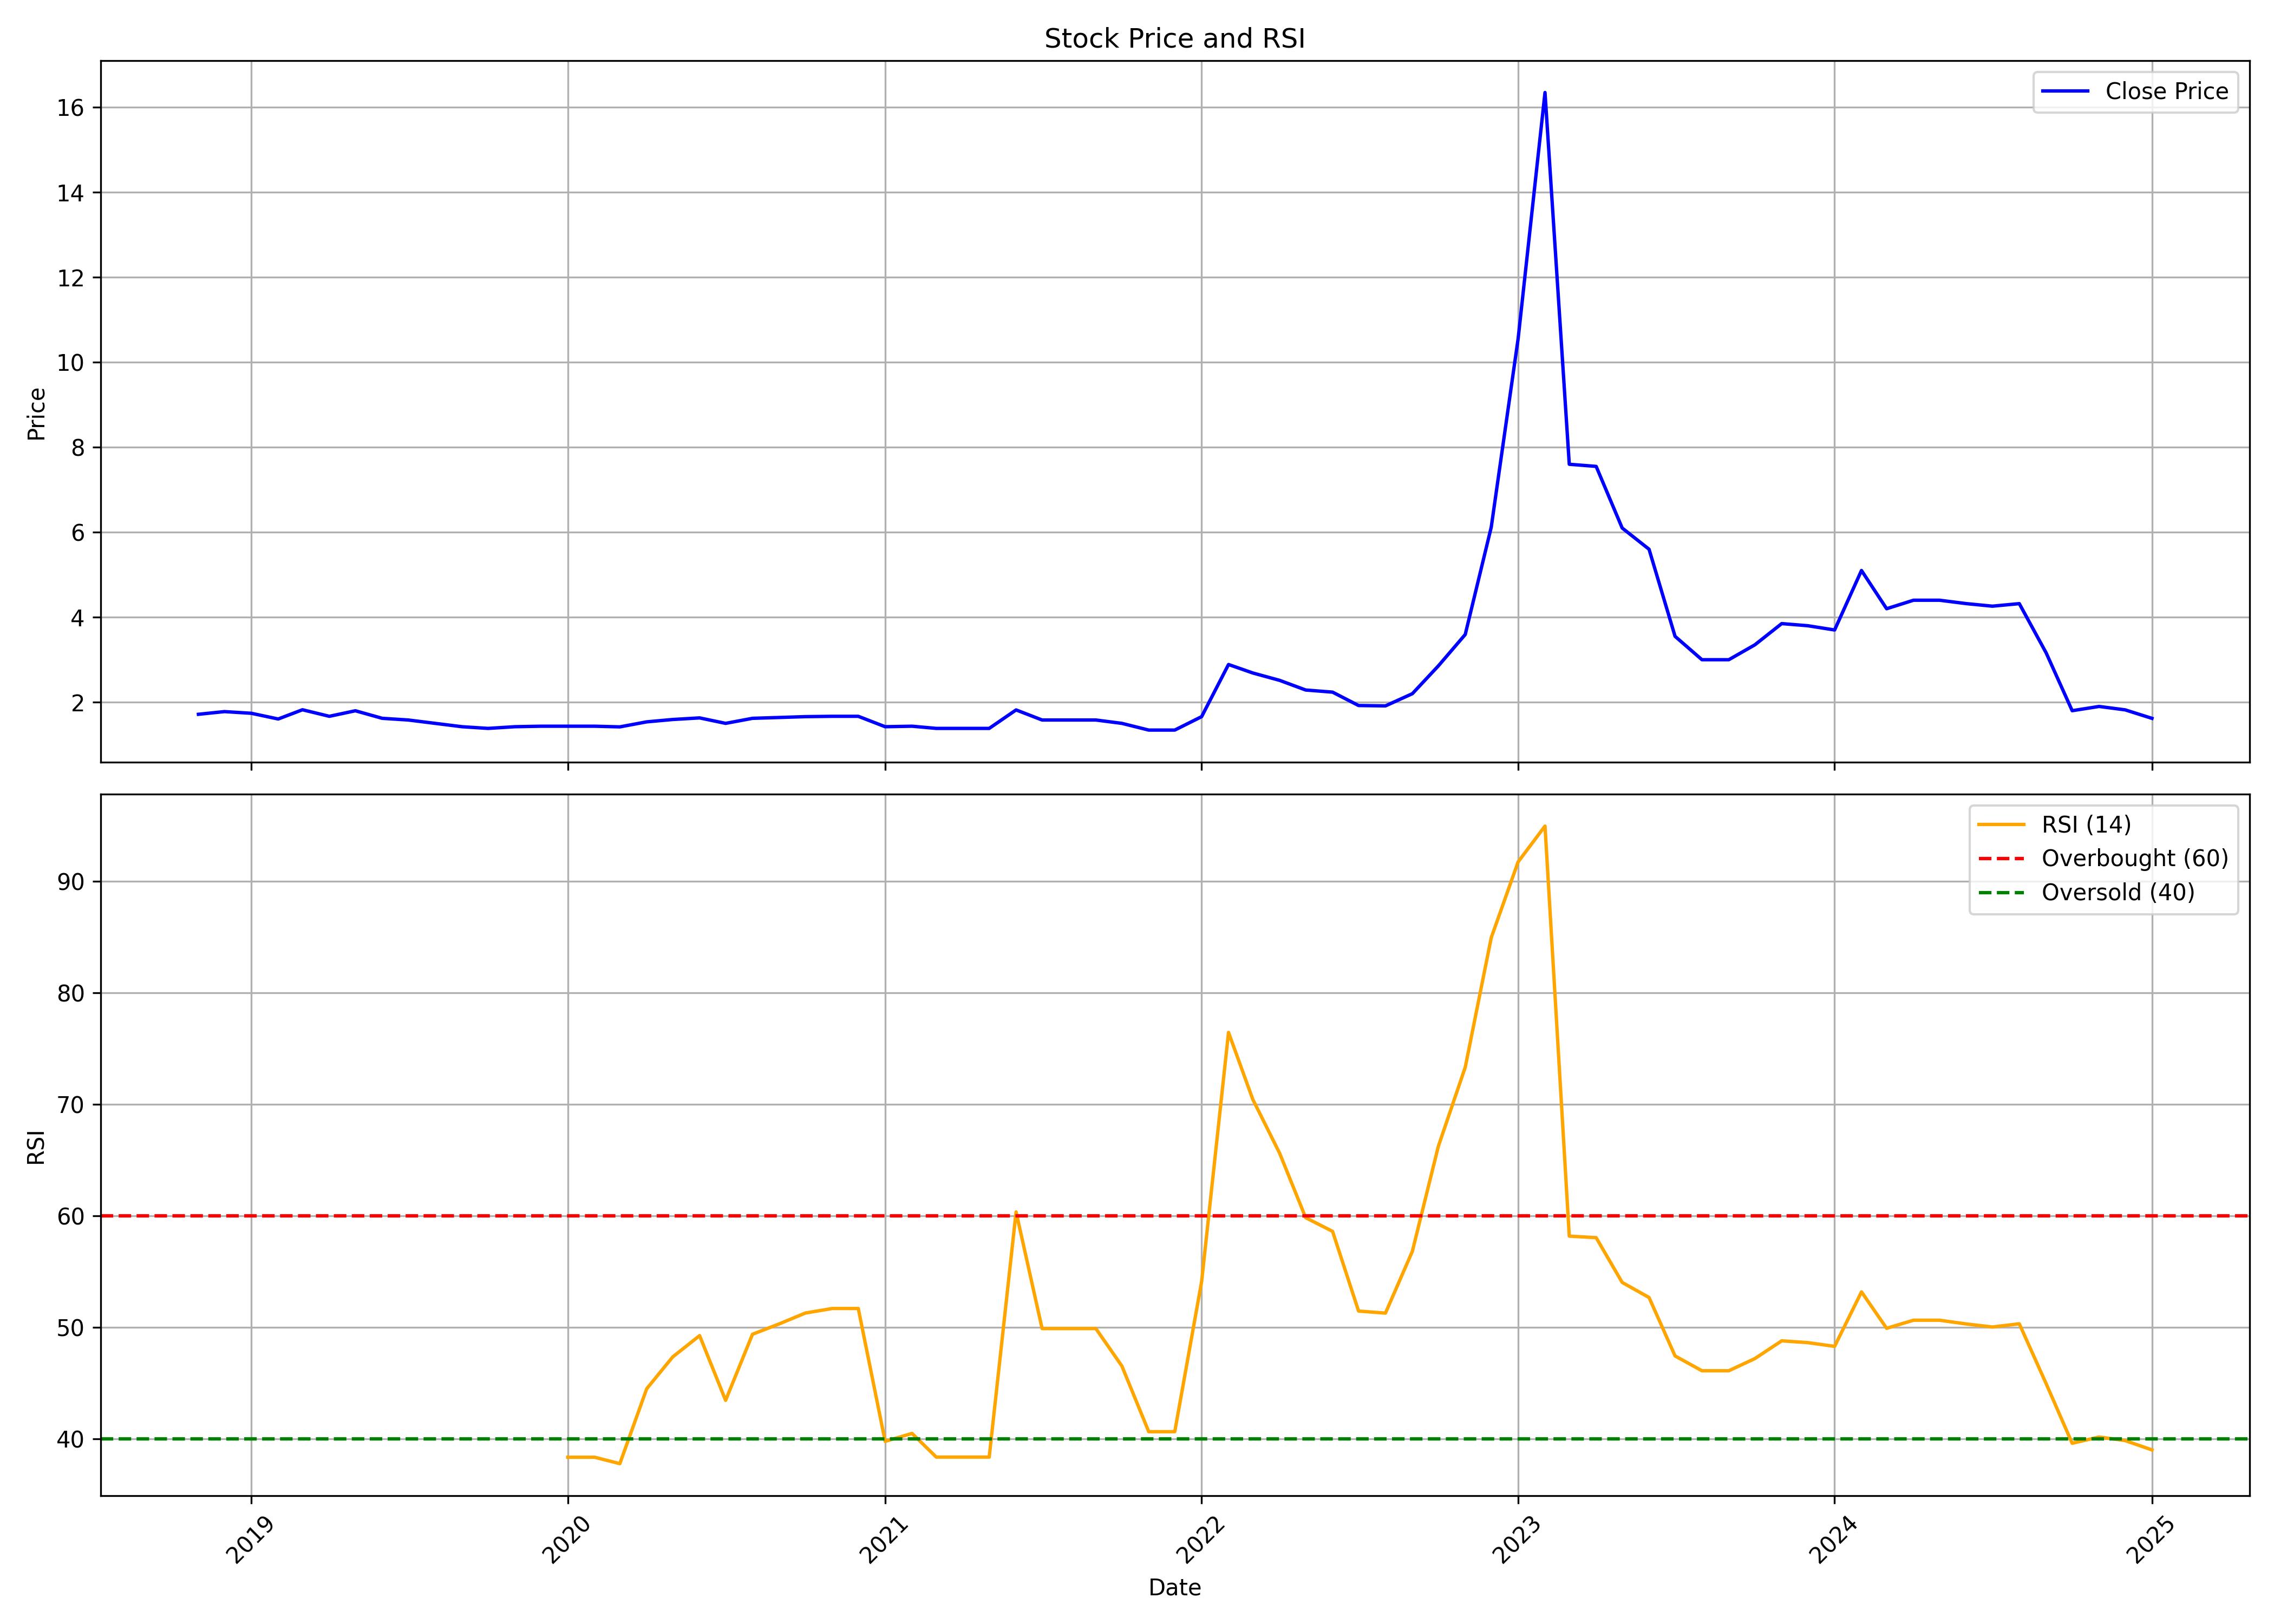 Stock Price and RSI
Close Price
16
14
12
10
8
6
4
2
Price
RSI (14)
Overbought (60)
Oversold (40)
90
80
70
60
50
40
RSI
2019
2020
2021
2022
2023
2024
2025
Date